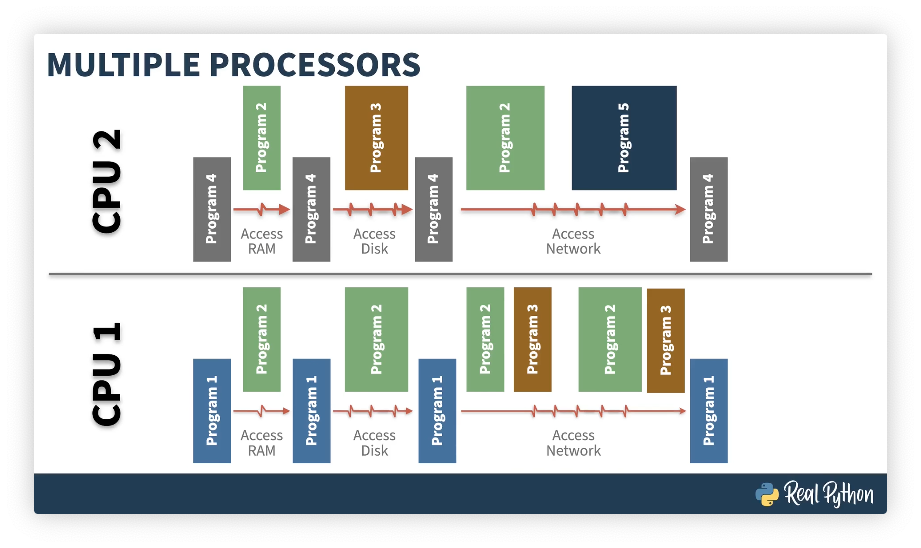 MULTIPLE PROCESSORS
CPU 2
Program 4
Program 2
Program 4
Program 3
Program 4
Program 2
Program 5
Program 4
Access
RAM
Access
Disk
Access
Network
CPU 1
Program 1
Program 2
Program 1
Program 2
Program 1
Program 2
Program 3
Program 2
Program 3
Program 1
Access
RAM
Access
Disk
Access
Network
Real Python